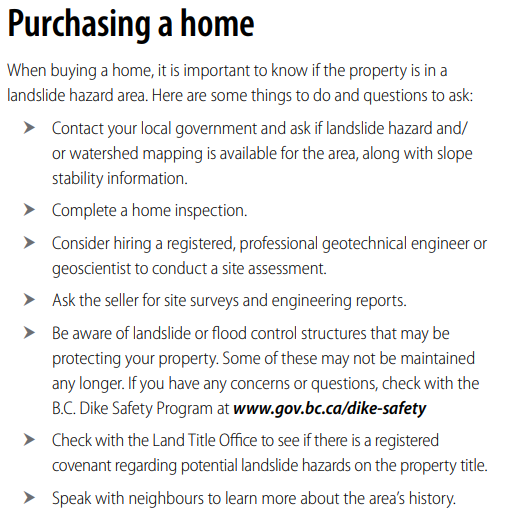 Purchasing a home
When buying a home, it is important to know if the property is in a
landslide hazard area. Here are some things to do and questions to ask:
➤ Contact your local government and ask if landslide hazard and/
or watershed mapping is available for the area, along with slope
stability information.
➤ Complete a home inspection.
➤ Consider hiring a registered, professional geotechnical engineer or
geoscientist to conduct a site assessment.
➤ Ask the seller for site surveys and engineering reports.
➤ Be aware of landslide or flood control structures that may be
protecting your property. Some of these may not be maintained
any longer. If you have any concerns or questions, check with the
B.C. Dike Safety Program at www.gov.bc.ca/dike-safety
➤ Check with the Land Title Office to see if there is a registered
covenant regarding potential landslide hazards on the property title.
➤ Speak with neighbours to learn more about the area’s history.